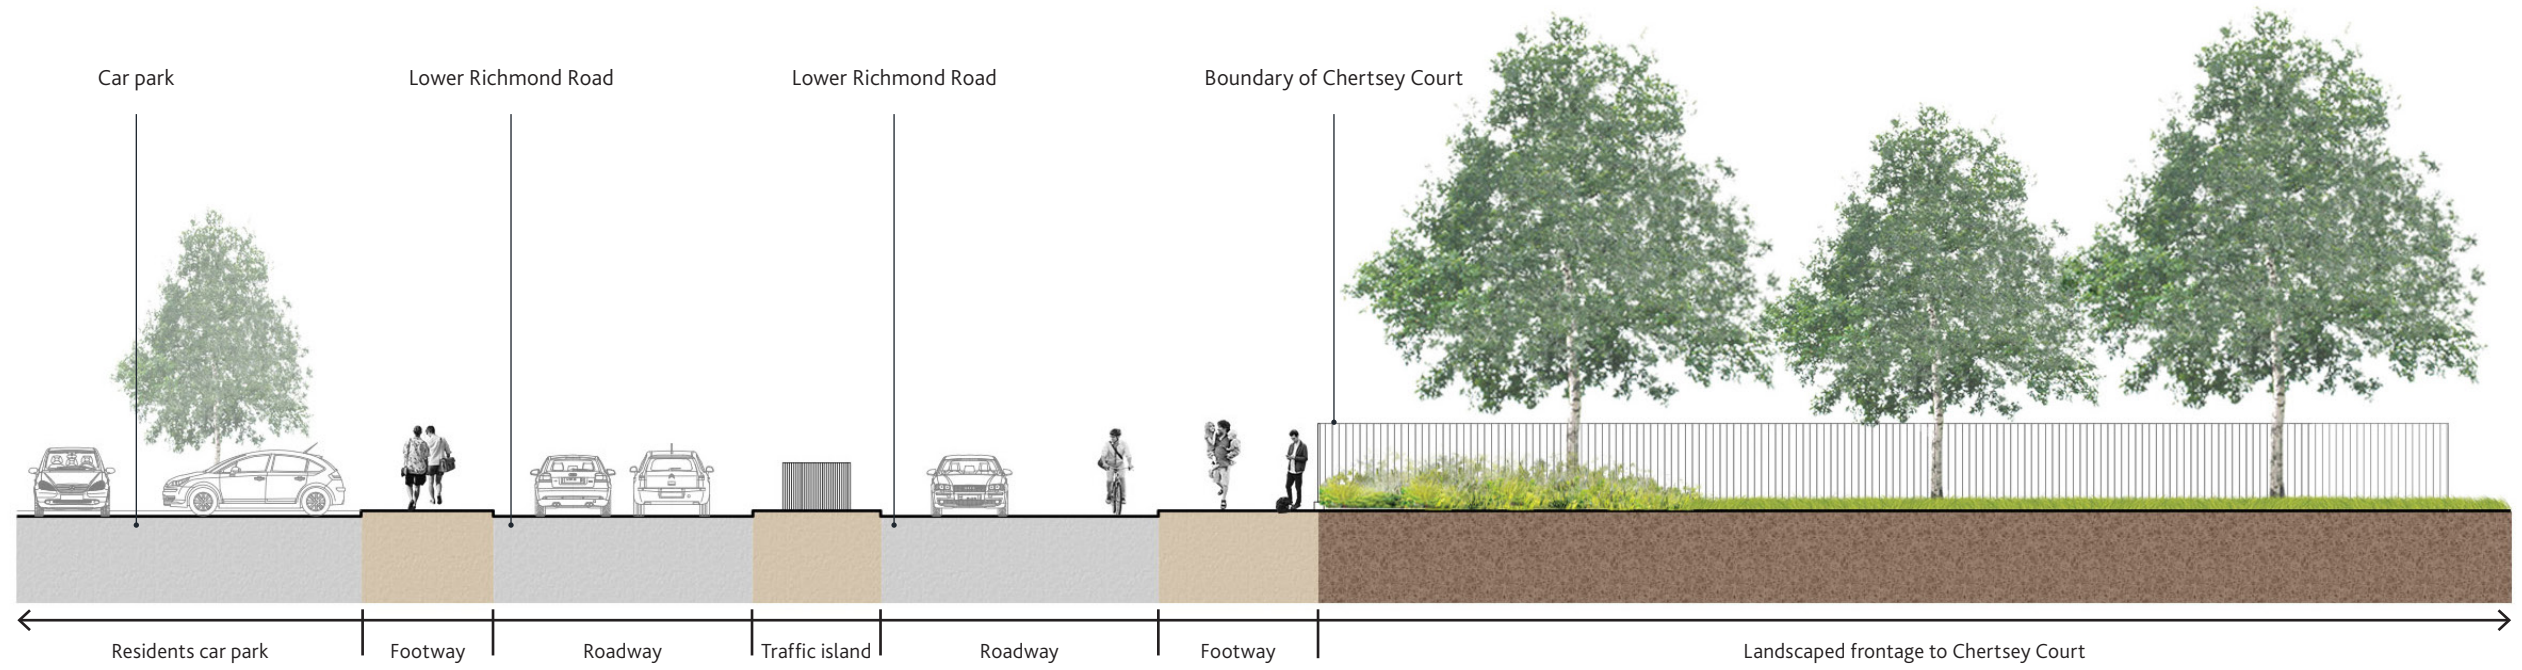 Car park
Lower Richmond Road
Lower Richmond Road
Boundary of Chertsey Court
Residents car park
Footway
Roadway
Traffic island
Roadway
Footway
Landscaped frontage to Chertsey Court